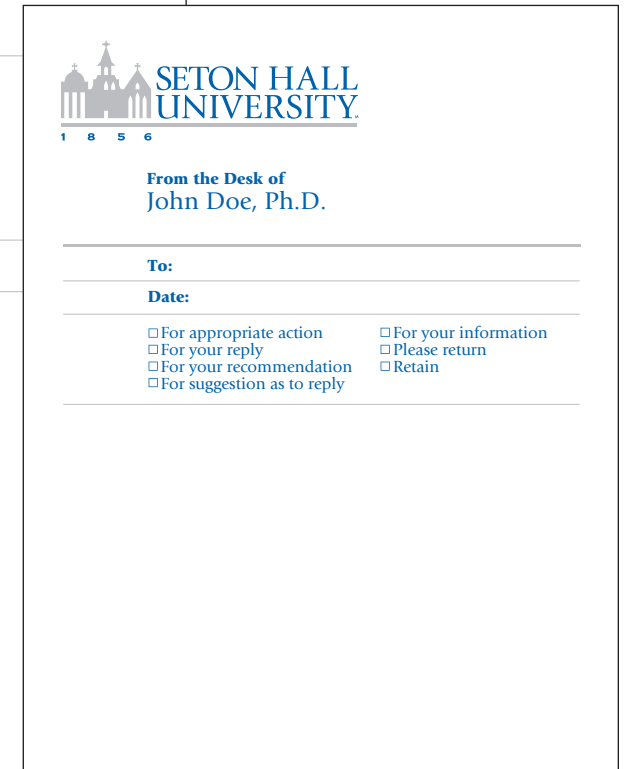 SETON HALL
UNIVERSITY
1 8 5 6
From the Desk of
John Doe, Ph.D.
To:
Date:
☐ For appropriate action
☐ For your reply
☐ For your recommendation
☐ For suggestion as to reply
☐ For your information
☐ Please return
☐ Retain